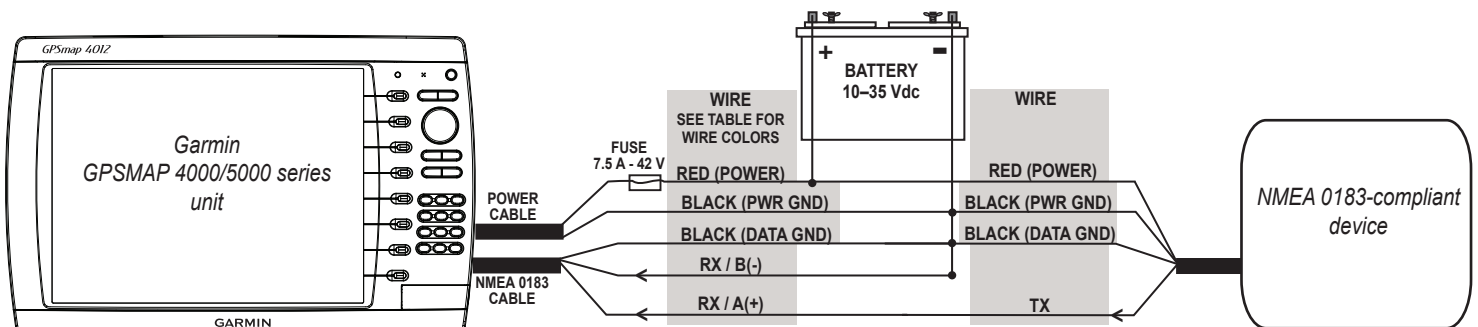 GPSmap 4012
Garmin
GPSMAP 4000/5000 series
unit
GARMIN
POWER
CABLE
NMEA 0183
CABLE
FUSE
7.5 A - 42 V
WIRE
SEE TABLE FOR
WIRE COLORS
RED (POWER)
BLACK (PWR GND)
BLACK (DATA GND)
RX / B(-)
RX / A(+)
+ -
BATTERY
10–35 Vdc
WIRE
RED (POWER)
BLACK (PWR GND)
BLACK (DATA GND)
TX
NMEA 0183-compliant
device